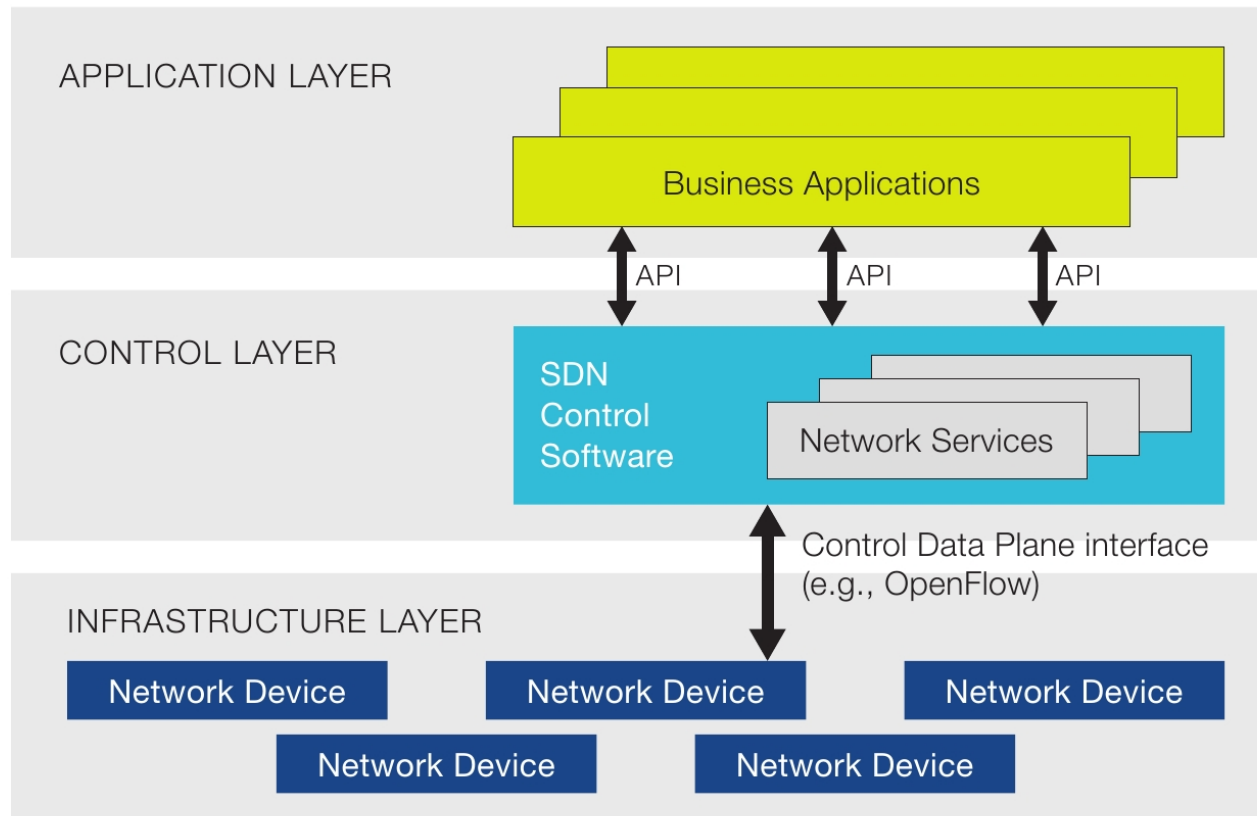 APPLICATION LAYER
Business Applications
API
API
API
CONTROL LAYER
SDN
Control
Software
Network Services
Control Data Plane interface
(e.g., OpenFlow)
INFRASTRUCTURE LAYER
Network Device
Network Device
Network Device
Network Device
Network Device